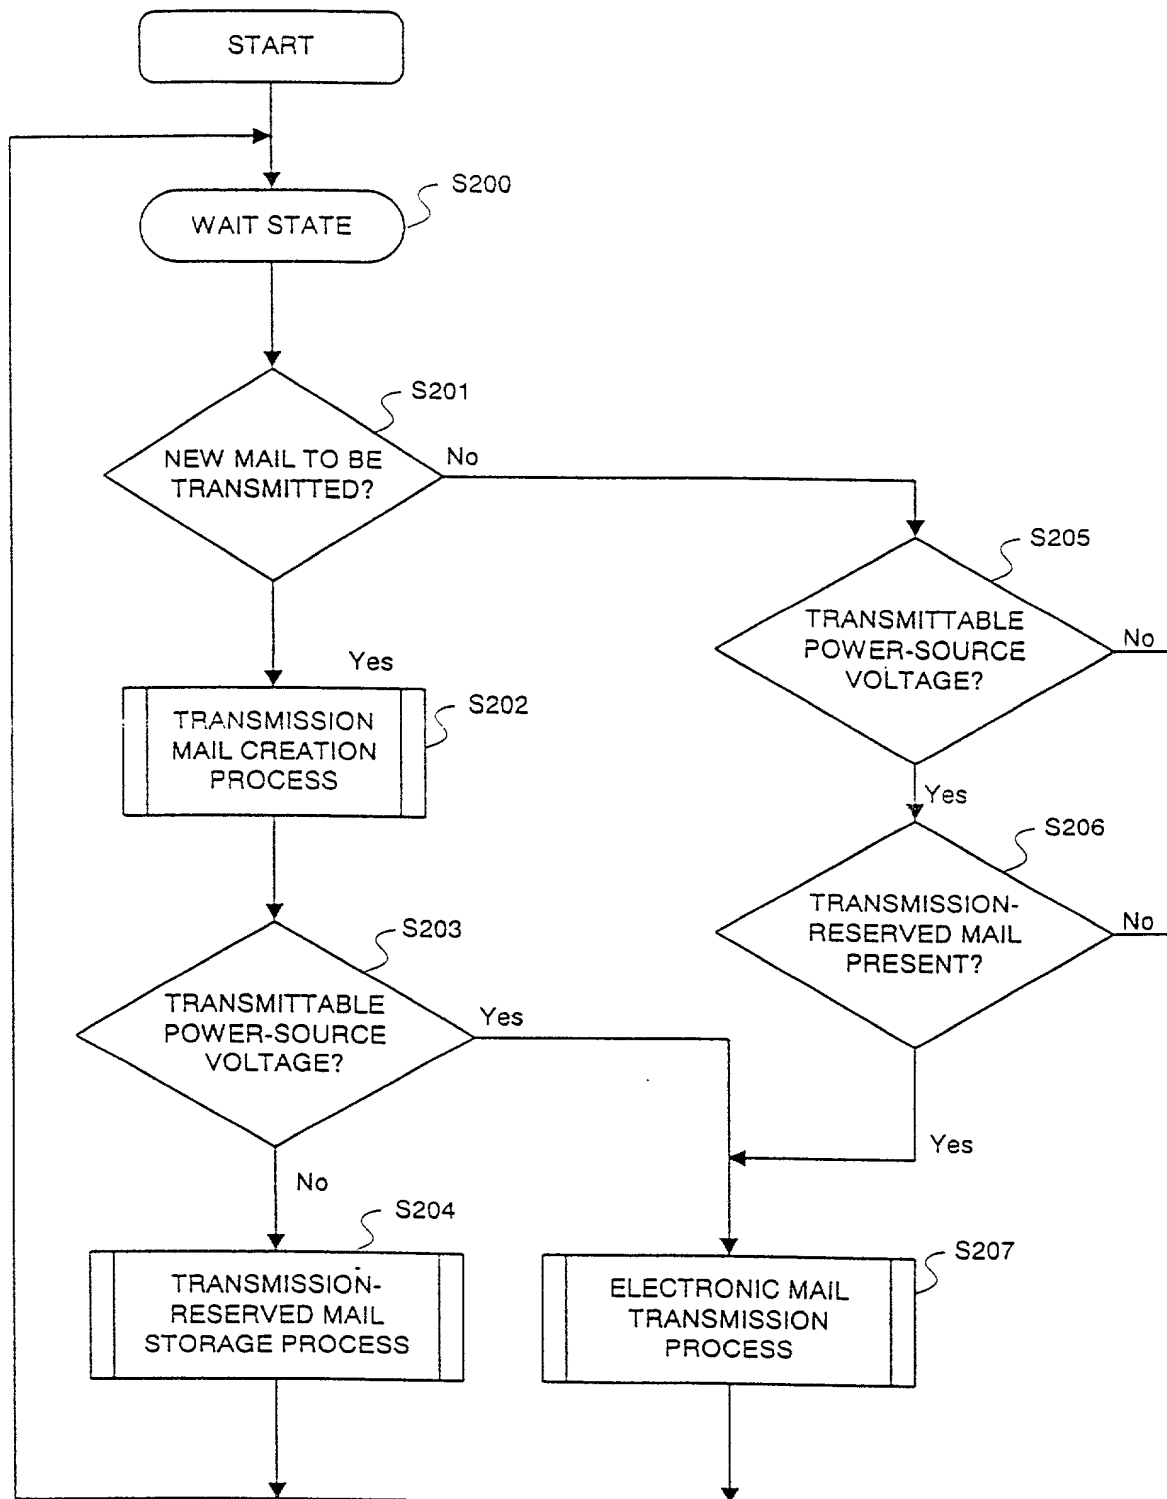 START
WAIT STATE
S200
S201
NEW MAIL TO BE
TRANSMITTED?
No
Yes
S202
TRANSMISSION
MAIL CREATION
PROCESS
S203
TRANSMITTABLE
POWER-SOURCE
VOLTAGE?
Yes
No
S204
TRANSMISSION-
RESERVED MAIL
STORAGE PROCESS
S205
TRANSMITTABLE
POWER-SOURCE
VOLTAGE?
No
Yes
S206
TRANSMISSION-
RESERVED MAIL
PRESENT?
No
Yes
S207
ELECTRONIC MAIL
TRANSMISSION
PROCESS